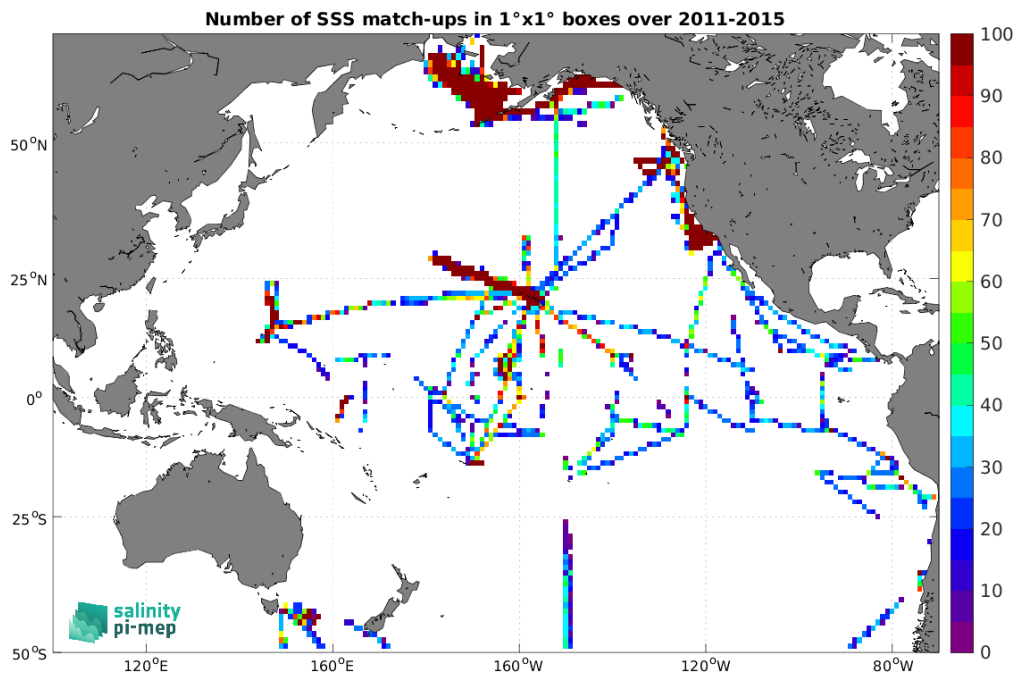 Number of SSS match-ups in 1°x1° boxes over 2011-2015
100
90
80
70
60
50
40
30
20
10
0
50°N
25°N
0°
25°S
50°S
120°E
160°E
160°W
120°W
80°W
salinity
pi-mep